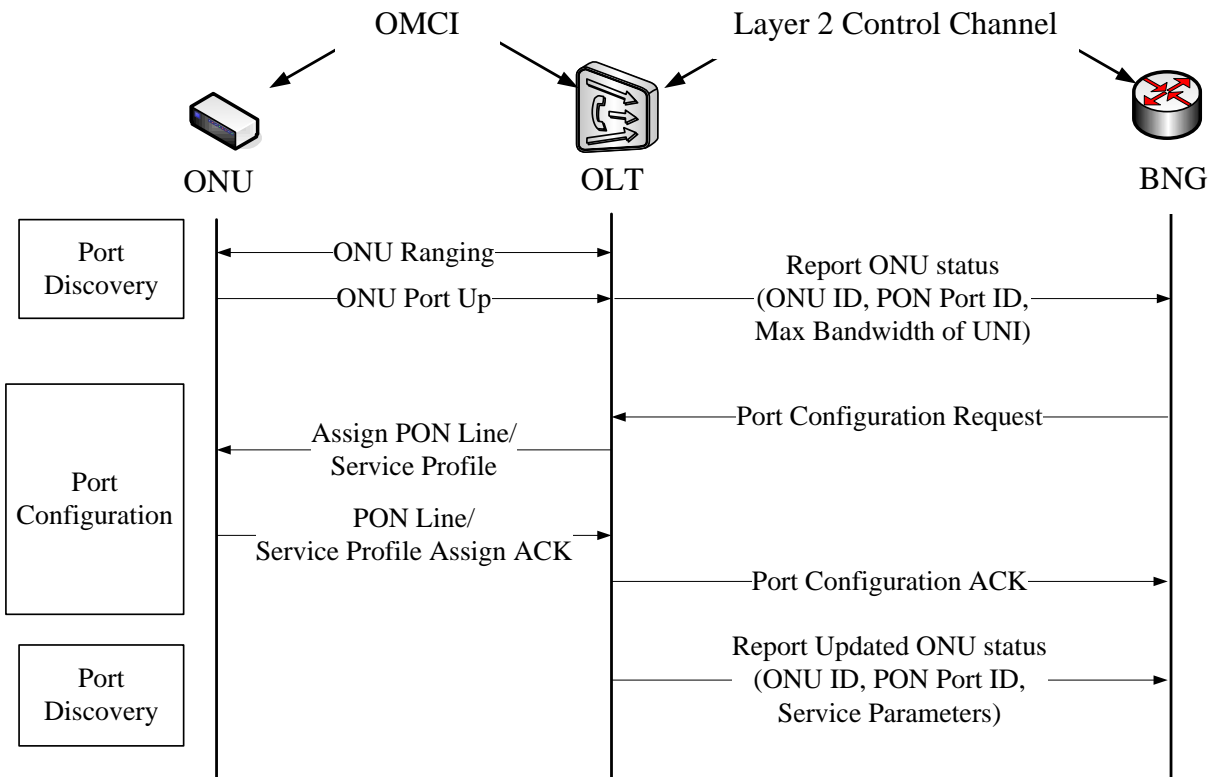 OMCI
Layer 2 Control Channel
ONU
OLT
BNG
Port
Discovery
ONU Ranging
ONU Port Up
Report ONU status
(ONU ID, PON Port ID,
Max Bandwidth of UNI)
Port
Configuration
Port Configuration Request
Assign PON Line/
Service Profile
PON Line/
Service Profile Assign ACK
Port Configuration ACK
Port
Discovery
Report Updated ONU status
(ONU ID, PON Port ID,
Service Parameters)